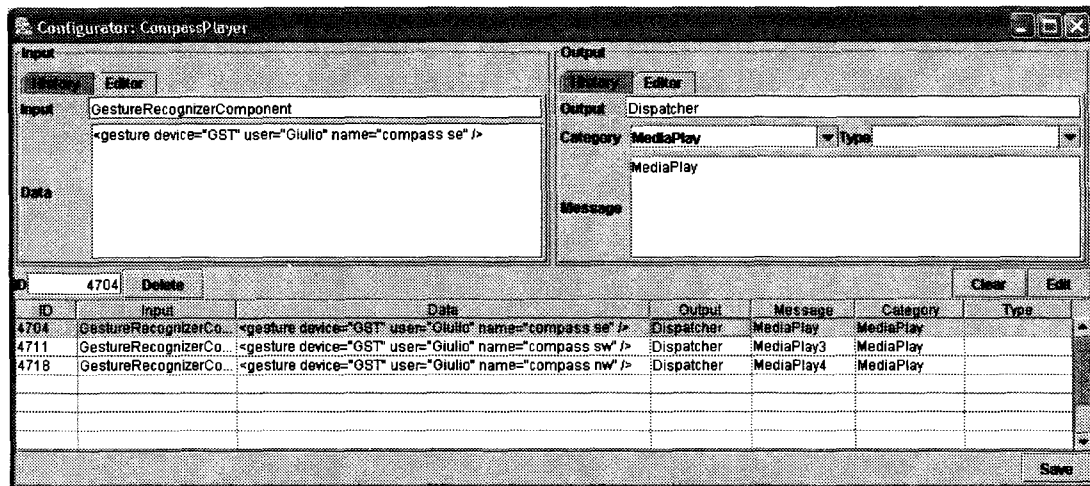 Configurator: CompassPlayer
Input
History Editor
Input GestureRecognizerComponent
Data <gesture device="GST" user="Giulio" name="compass se" />
Output
History Editor
Output Dispatcher
Category MediaPlay Type
Message MediaPlay
ID 4704 Delete Clear Edit
ID Input Data Output Message Category Type
4704 GestureRecognizerCo... <gesture device="GST" user="Giulio" name="compass se" /> Dispatcher MediaPlay MediaPlay
4711 GestureRecognizerCo... <gesture device="GST" user="Giulio" name="compass sw" /> Dispatcher MediaPlay3 MediaPlay
4718 GestureRecognizerCo... <gesture device="GST" user="Giulio" name="compass nw" /> Dispatcher MediaPlay4 MediaPlay
Save